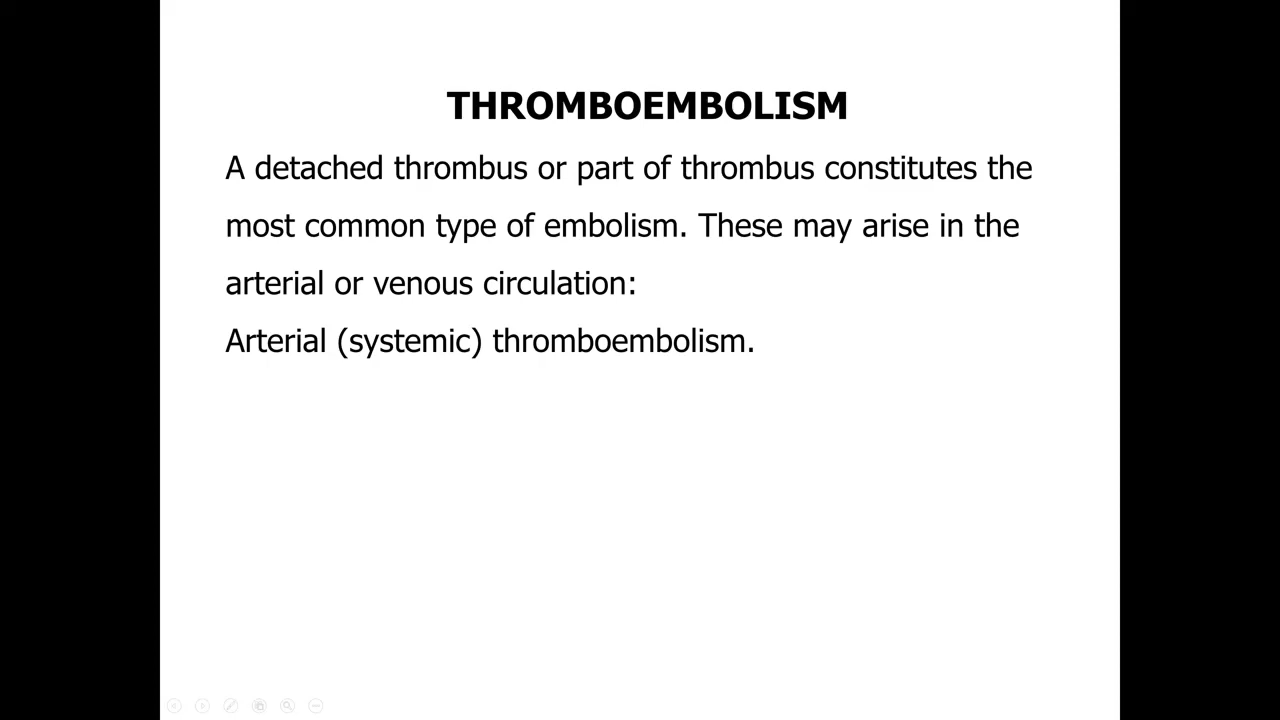 THROMBOEMBOLISM
A detached thrombus or part of thrombus constitutes the
most common type of embolism. These may arise in the
arterial or venous circulation:
Arterial (systemic) thromboembolism.